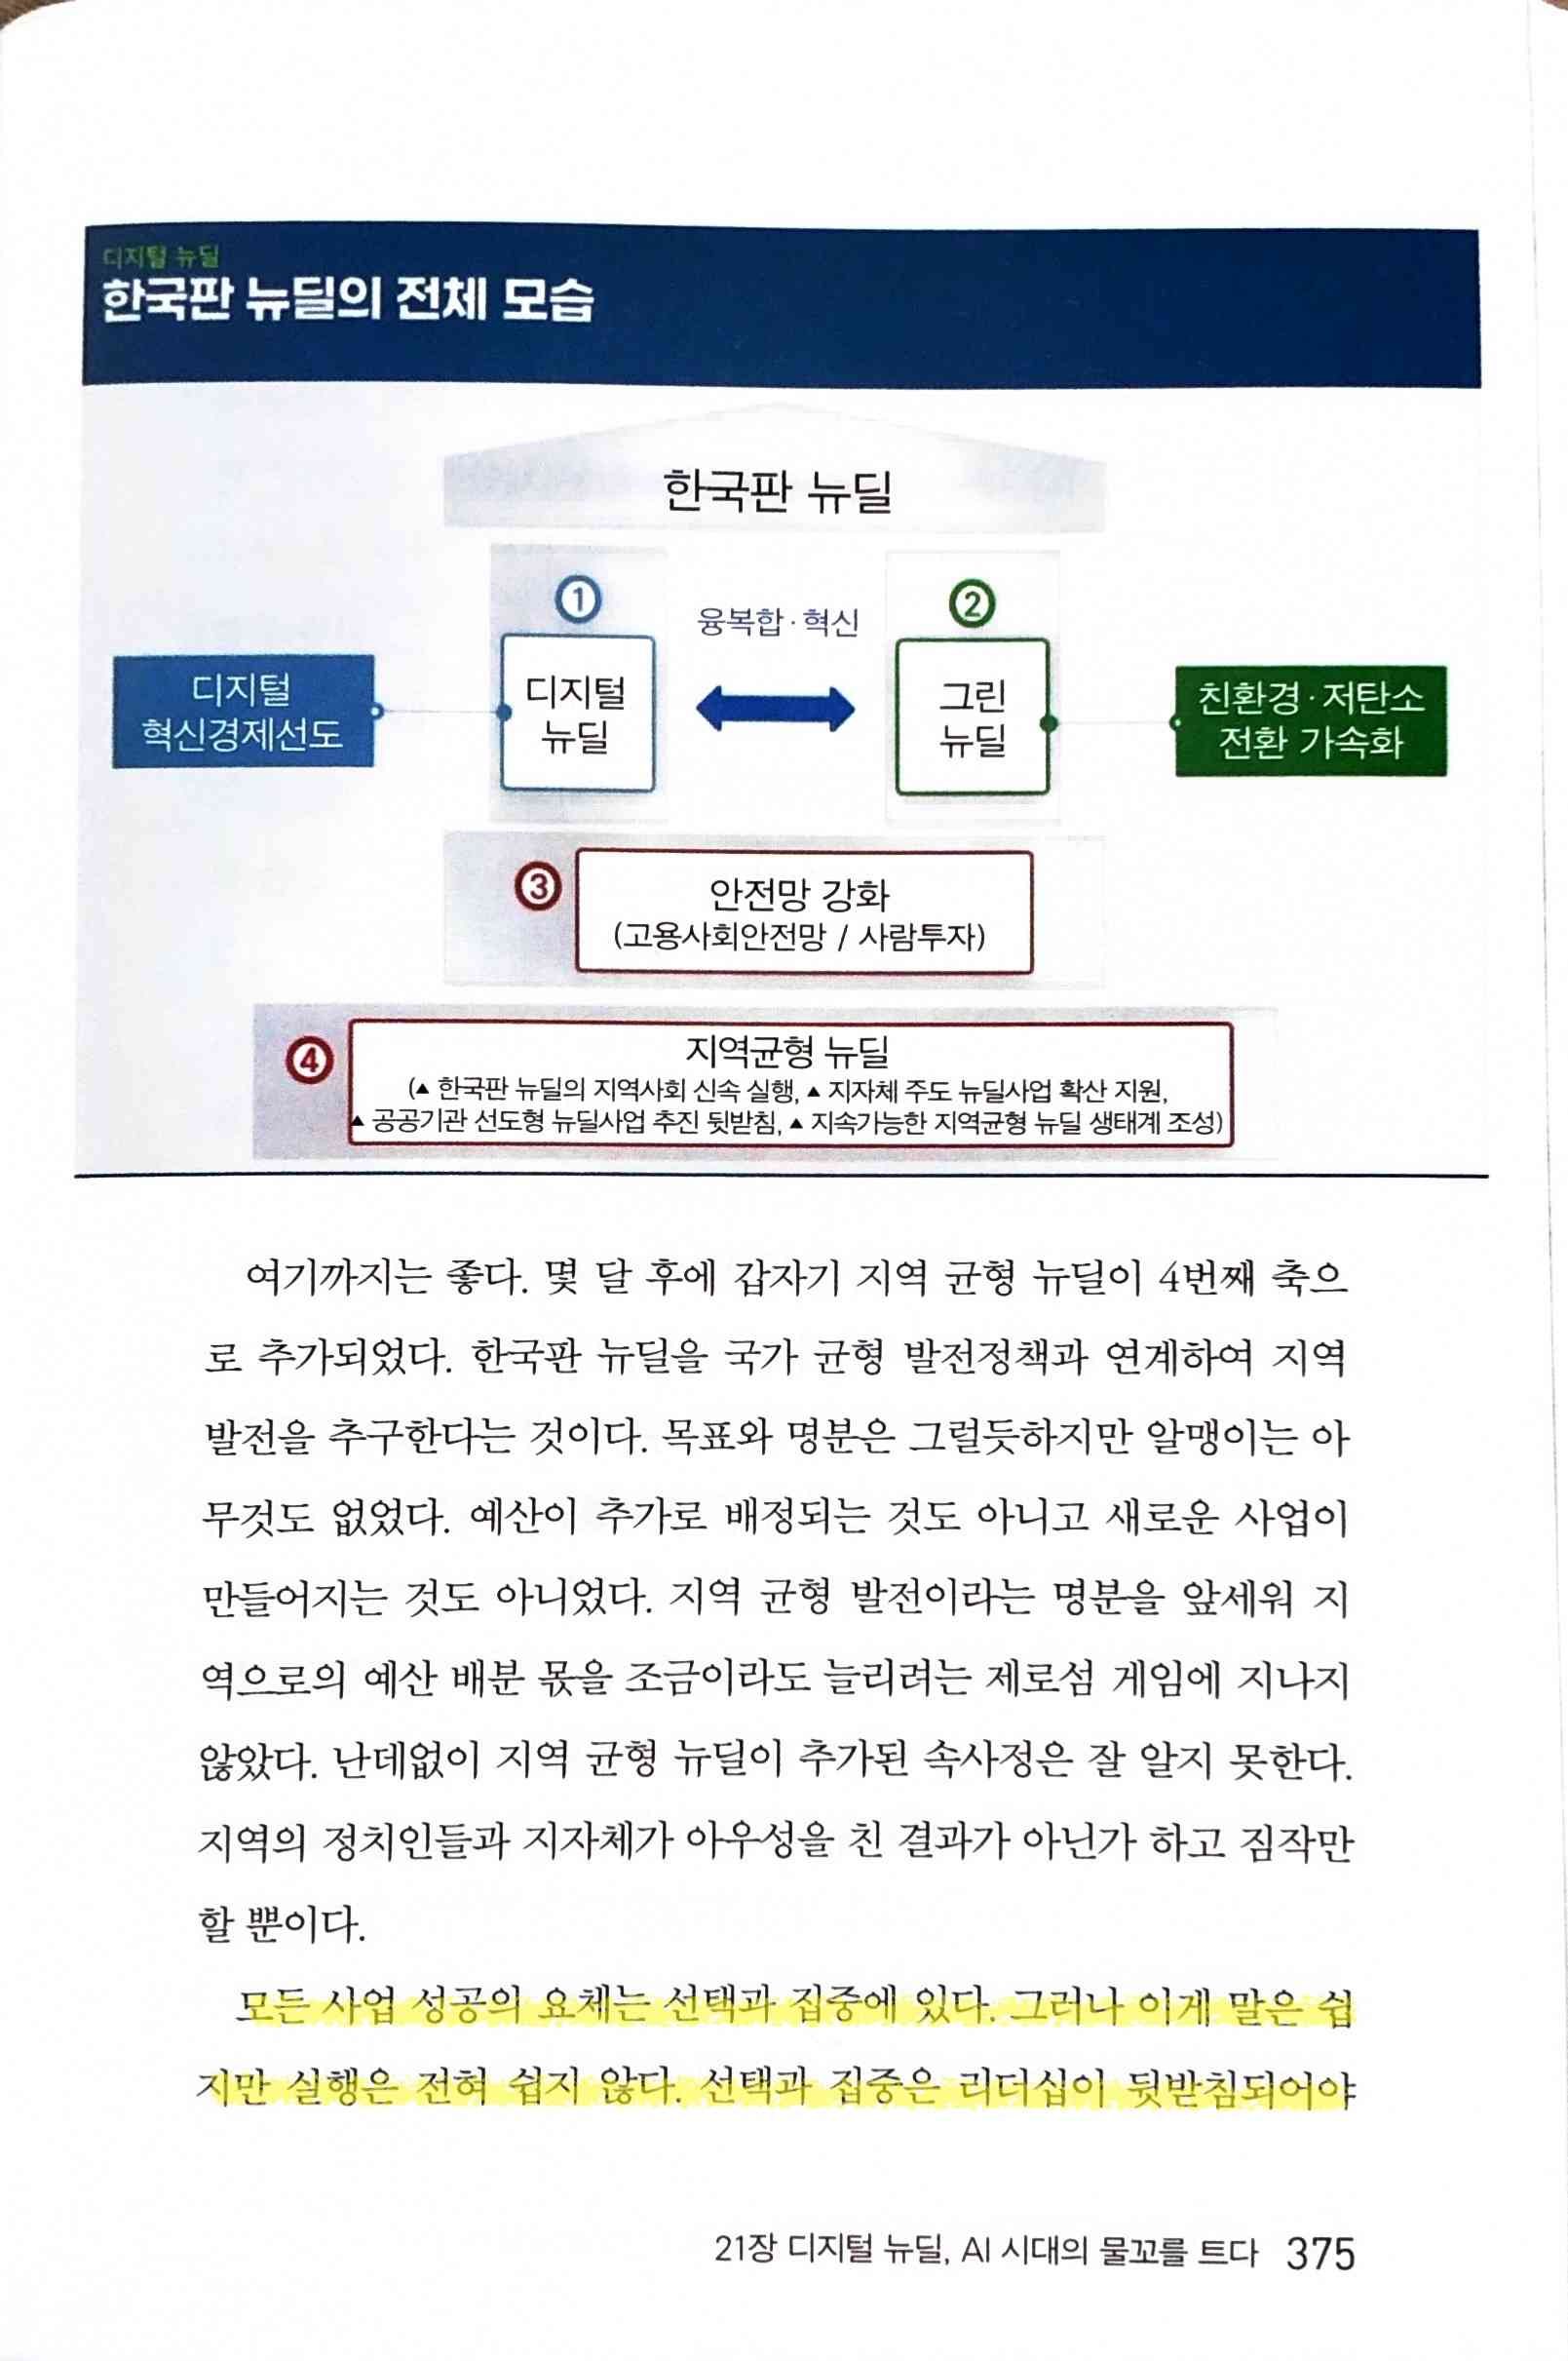 디지털 뉴딜
한국판 뉴딜의 전체 모습
한국판 뉴딜
①
융복합·혁신
②
디지털
혁신경제선도
디지털
뉴딜
그린
뉴딜
친환경·저탄소
전환 가속화
③
안전망 강화
(고용사회안전망 / 사람투자)
④
지역균형 뉴딜
(▲ 한국판 뉴딜의 지역사회 신속 실행, ▲ 지자체 주도 뉴딜사업 확산 지원,
▲ 공공기관 선도형 뉴딜사업 추진 뒷받침, ▲ 지속가능한 지역균형 뉴딜 생태계 조성)
여기까지는 좋다. 몇 달 후에 갑자기 지역 균형 뉴딜이 4번째 축으
로 추가되었다. 한국판 뉴딜을 국가 균형 발전정책과 연계하여 지역
발전을 추구한다는 것이다. 목표와 명분은 그럴듯하지만 알맹이는 아
무것도 없었다. 예산이 추가로 배정되는 것도 아니고 새로운 사업이
만들어지는 것도 아니었다. 지역 균형 발전이라는 명분을 앞세워 지
역으로의 예산 배분 몫을 조금이라도 늘리려는 제로섬 게임에 지나지
않았다. 난데없이 지역 균형 뉴딜이 추가된 속사정은 잘 알지 못한다.
지역의 정치인들과 지자체가 아우성을 친 결과가 아닌가 하고 짐작만
할 뿐이다.
모든 사업 성공의 요체는 선택과 집중에 있다. 그러나 이게 말은 쉽
지만 실행은 전혀 쉽지 않다. 선택과 집중은 리더십이 뒷받침되어야
21장 디지털 뉴딜, AI 시대의 물꼬를 트다 375